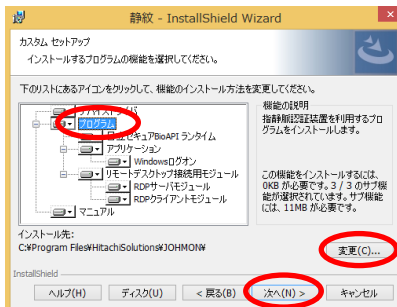 静紋 - InstallShield Wizard
カスタム セットアップ
インストールするプログラムの機能を選択してください。
下のリストにあるアイコンをクリックして、機能のインストール方法を変更してください。
デバイスドライバ
プログラム
セキュアBioAPI ランタイム
アプリケーション
Windowsログオン
リモートデスクトップ接続用モジュール
RDPサーバモジュール
RDPクライアントモジュール
マニュアル
機能の説明
指静脈認証装置を利用するプロ
グラムをインストールします。
この機能をインストールするには、
0KB が必要です。3 / 3 のサブ機
能が選択されています。サブ機能
には、11MB が必要です。
インストール先:
C:¥Program Files¥HitachiSolutions¥JOHMON¥
変更(C)...
InstallShield
ヘルプ(H)
ディスク(U)
< 戻る(B)
次へ(N) >
キャンセル